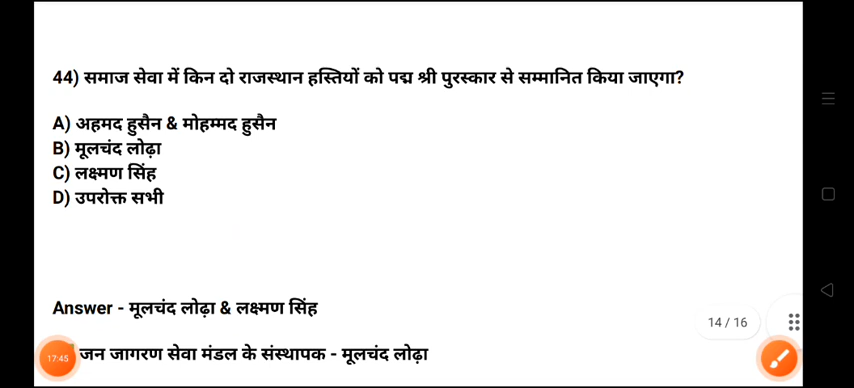 44) समाज सेवा में किन दो राजस्थान हस्तियों को पद्म श्री पुरस्कार से सम्मानित किया जाएगा?
A) अहमद हुसैन & मोहम्मद हुसैन
B) मूलचंद लोढ़ा
C) लक्ष्मण सिंह
D) उपरोक्त सभी
Answer - मूलचंद लोढ़ा & लक्ष्मण सिंह
14 / 16
17:45
जन जागरण सेवा मंडल के संस्थापक - मूलचंद लोढ़ा